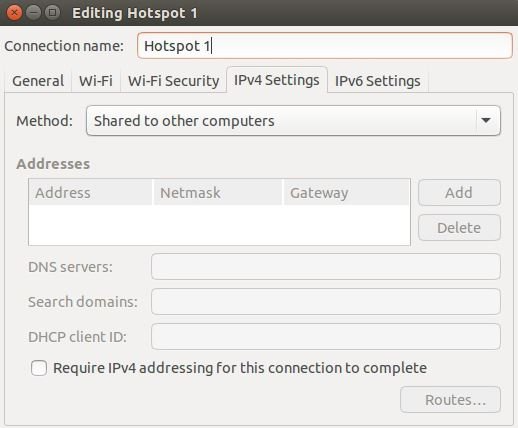 Editing Hotspot 1
Connection name: Hotspot 1
General Wi-Fi Wi-Fi Security IPv4 Settings IPv6 Settings
Method: Shared to other computers
Addresses
Address Netmask Gateway Add
Delete
DNS servers:
Search domains:
DHCP client ID:
Require IPv4 addressing for this connection to complete
Routes...